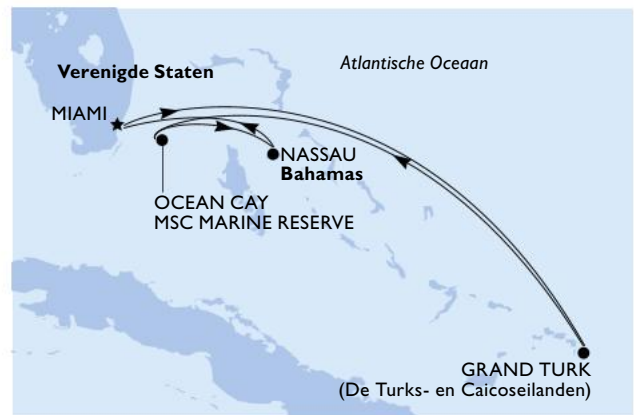 Atlantische Oceaan
Verenigde Staten
MIAMI
NASSAU
Bahamas
OCEAN CAY
MSC MARINE RESERVE
GRAND TURK
(De Turks- en Caicoseilanden)